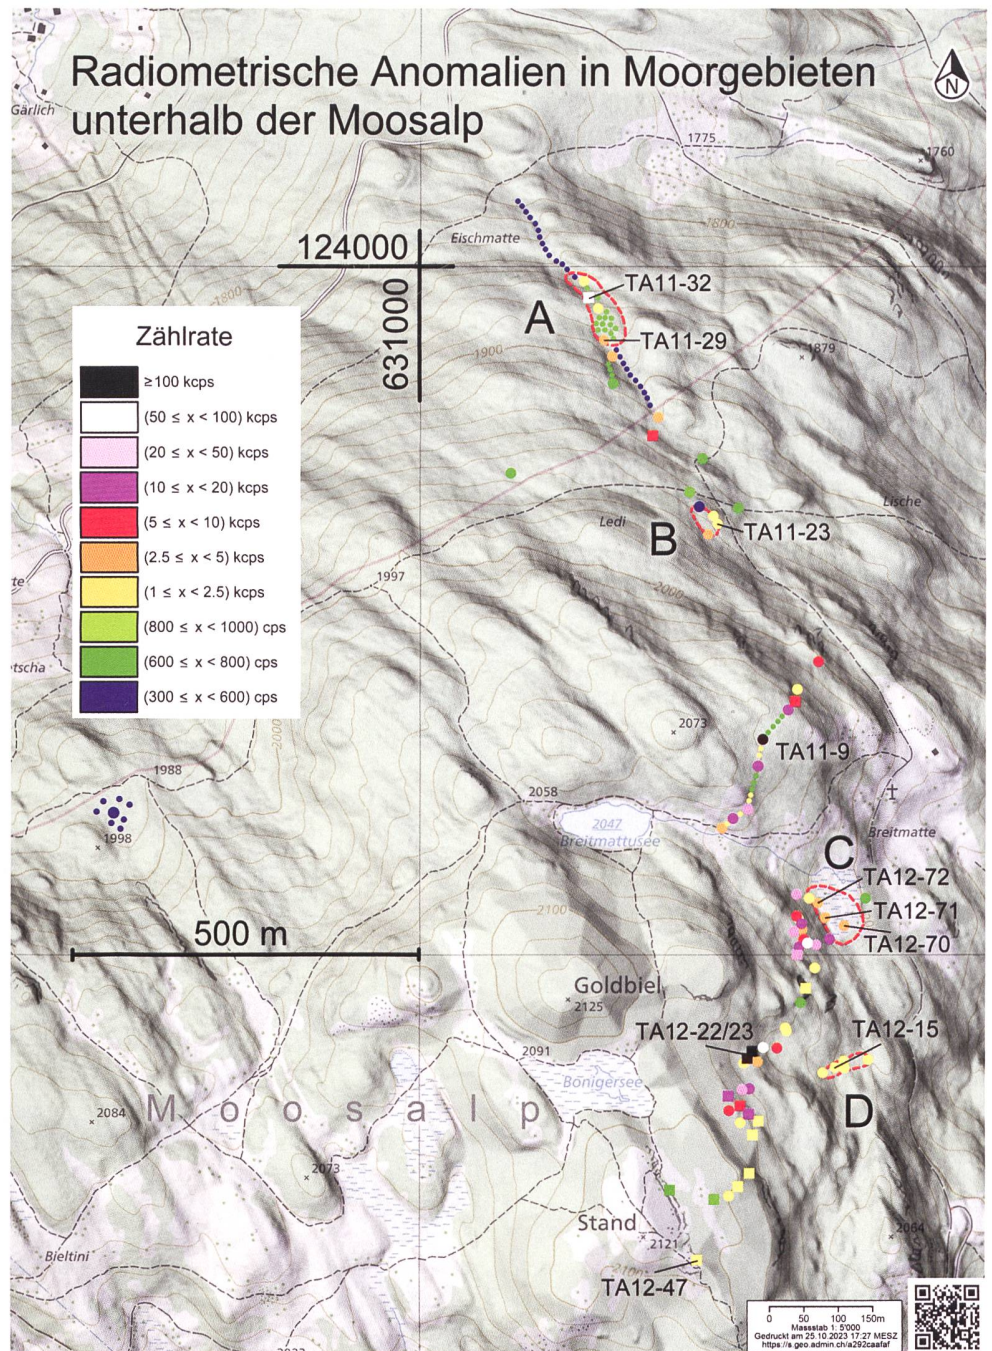 Radiometrische Anomalien in Moorgebieten
unterhalb der Moosalp
N
Gärlich
1775
1760
1800
Eischmatte
124000
631000
1800
TA11-32
A
TA11-29
1900
1879
Zählrate
≥100 kcps
(50 ≤ x < 100) kcps
(20 ≤ x < 50) kcps
(10 ≤ x < 20) kcps
(5 ≤ x < 10) kcps
(2.5 ≤ x < 5) kcps
(1 ≤ x < 2.5) kcps
(800 ≤ x < 1000) cps
(600 ≤ x < 800) cps
(300 ≤ x < 600) cps
Lische
Ledi
B
TA11-23
1997
2000
tscha
2073
2000
TA11-9
1988
2058
2047
Breitmattusee
Breitmatte
1998
C
TA12-72
TA12-71
TA12-70
2100
500 m
Goldbiel
2125
TA12-22/23
TA12-15
2091
Bonigersee
D
Moosalp
2084
2073
Stand
2121
2064
Bieltini
2100
TA12-47
0 50 100 150m
Massstab 1: 5'000
Gedruckt am 25.10.2023 17:27 MESZ
https://s.geo.admin.ch/a292caafaf